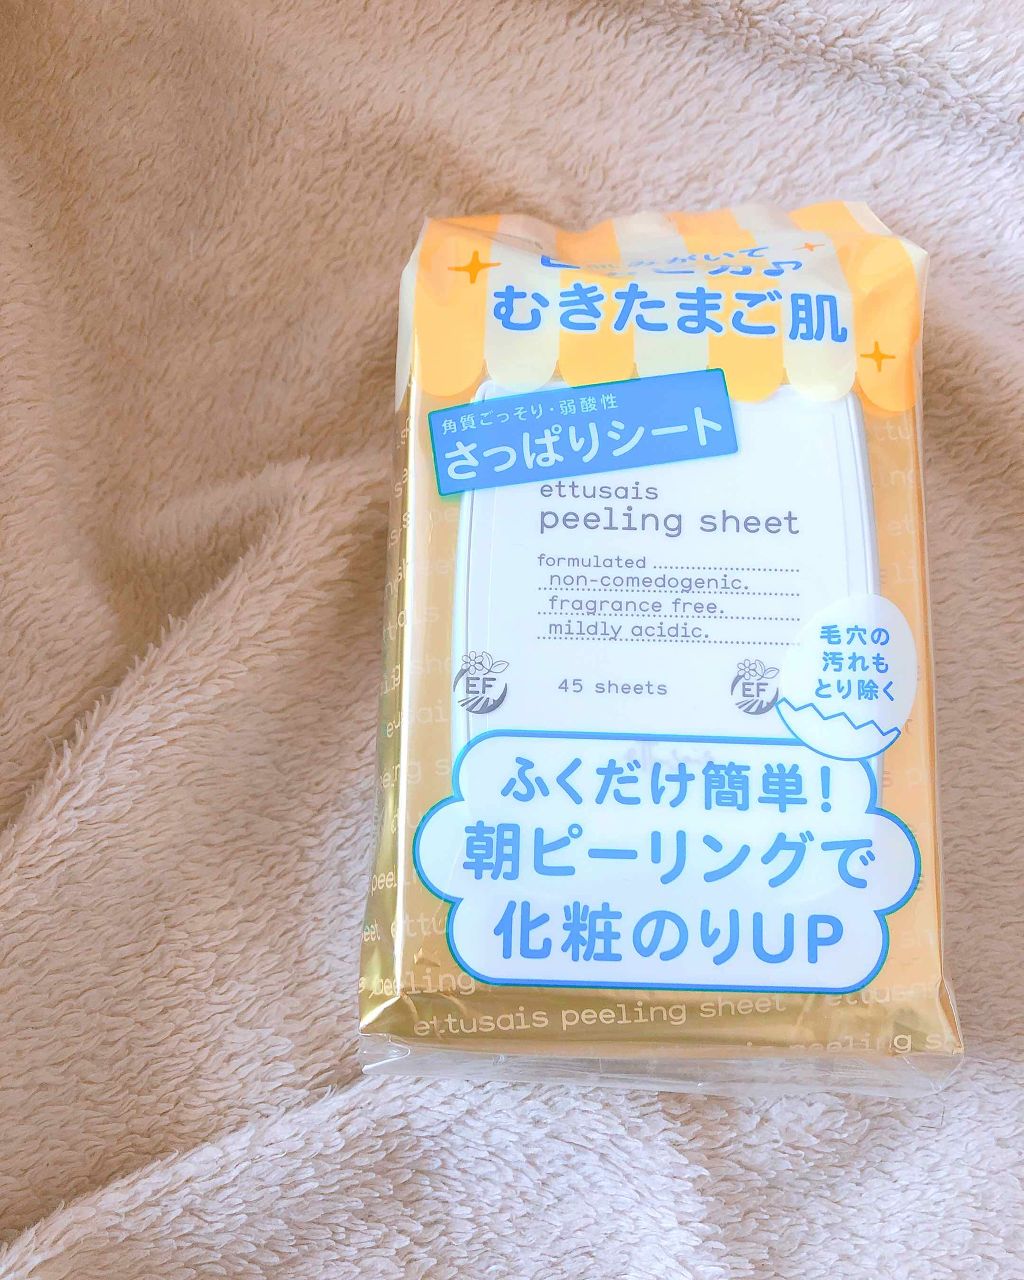 むきたまご肌
角質ごっそり・弱酸性
さっぱりシート
ettusais
peeling sheet
formulated
non-comedogenic.
fragrance free.
mildly acidic.
EF
45 sheets
EF
毛穴の
汚れも
とり除く
ふくだけ簡単!
朝ピーリングで
化粧のりUP
ettusais peeling sheet